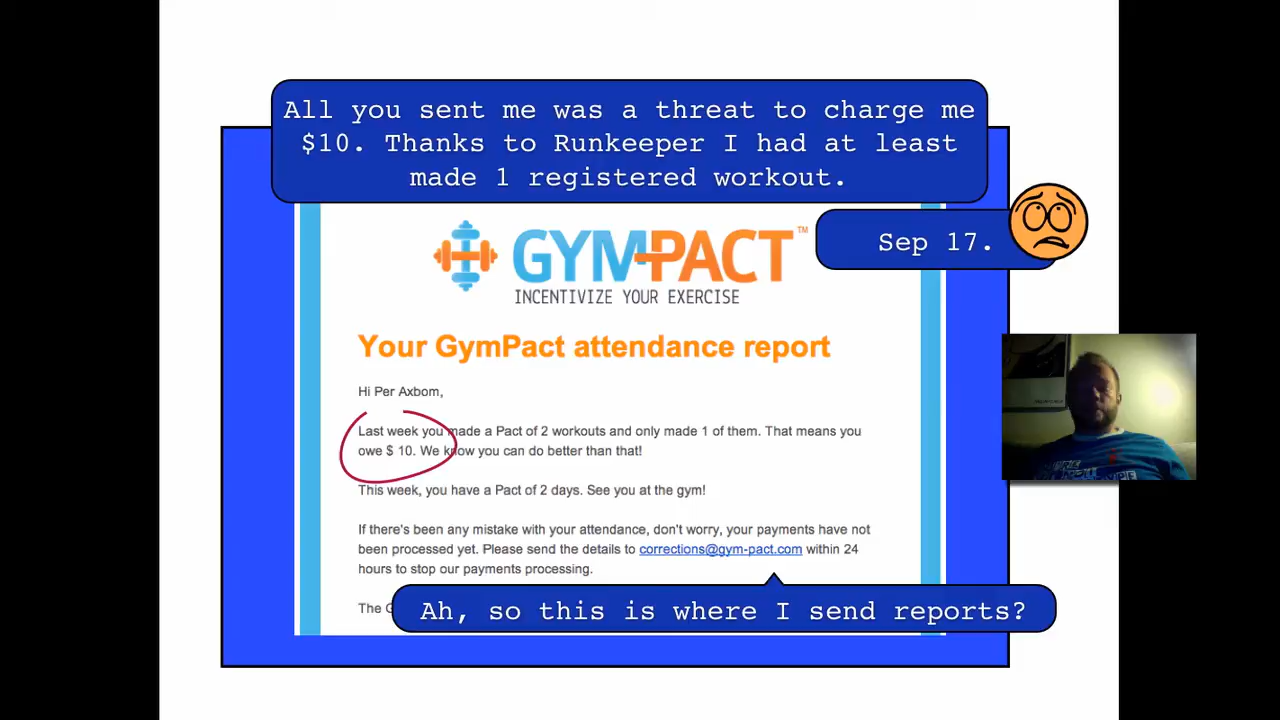 All you sent me was a threat to charge me
$10. Thanks to Runkeeper I had at least
made 1 registered workout.
Sep 17.
GYM-PACT™
INCENTIVIZE YOUR EXERCISE
Your GymPact attendance report
Hi Per Axbom,
Last week you made a Pact of 2 workouts and only made 1 of them. That means you
owe $ 10. We know you can do better than that!
This week, you have a Pact of 2 days. See you at the gym!
If there's been any mistake with your attendance, don't worry, your payments have not
been processed yet. Please send the details to corrections@gym-pact.com within 24
hours to stop our payments processing.
The
Ah, so this is where I send reports?